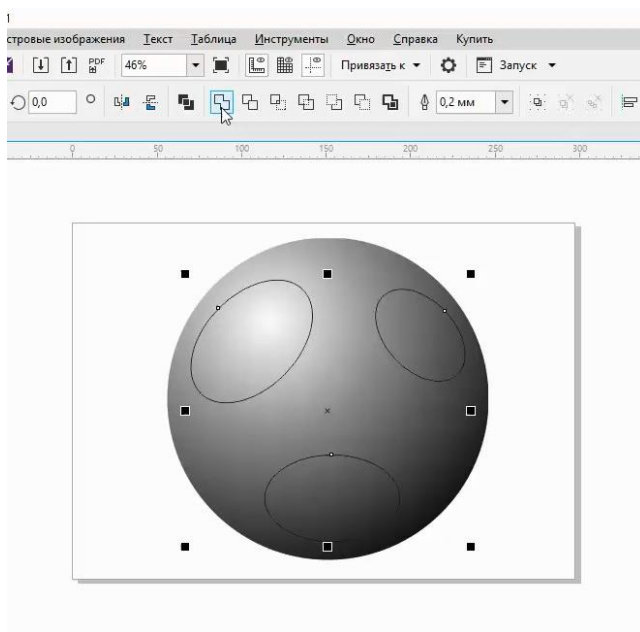 1
стровые изображения Текст Таблица Инструменты Окно Справка Купить
PDF 46% Привязать к Запуск
0,0 ° 0,2 мм
0 50 100 150 200 250 300